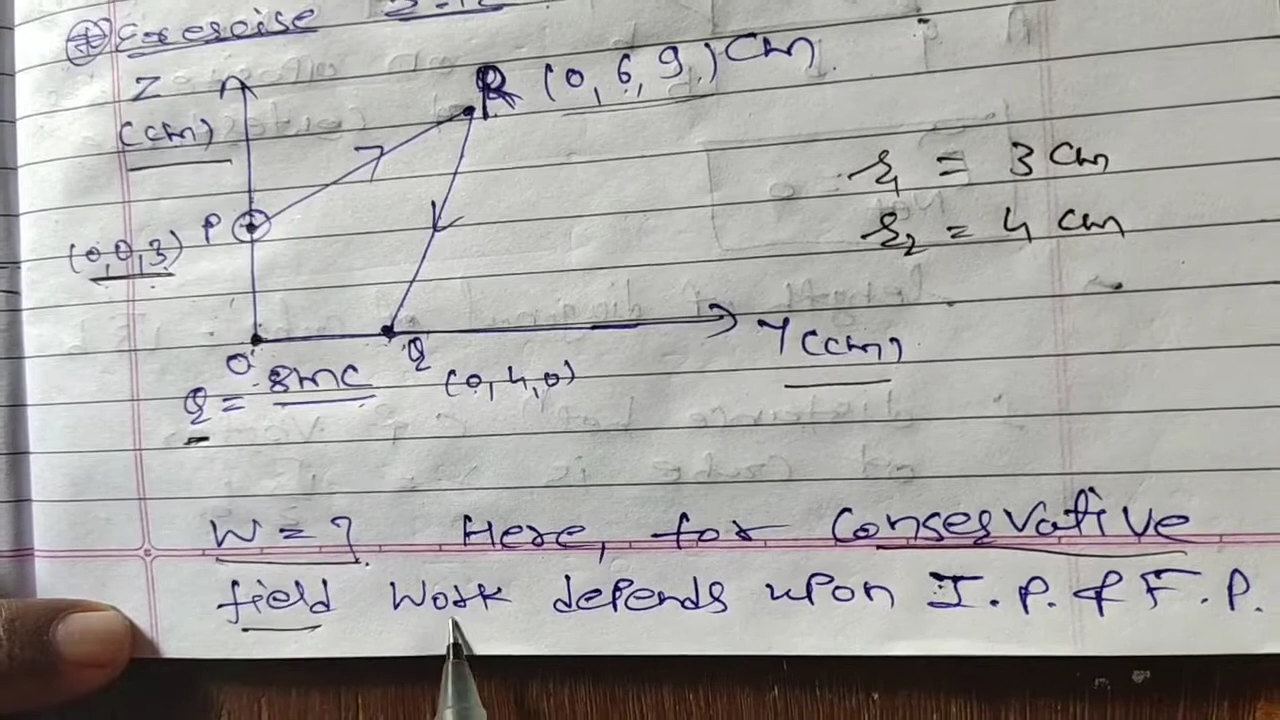 Exercise
Z
(cm)
R (0, 6, 9,) cm.
r₁ = 3 cm
r₂ = 4 cm
P
(0,0,3)
O
Q
Y (cm)
q = 8mc
(0, 4, 0)
W = ? Here, for Conservative
field Work depends upon I.P. & F.P.